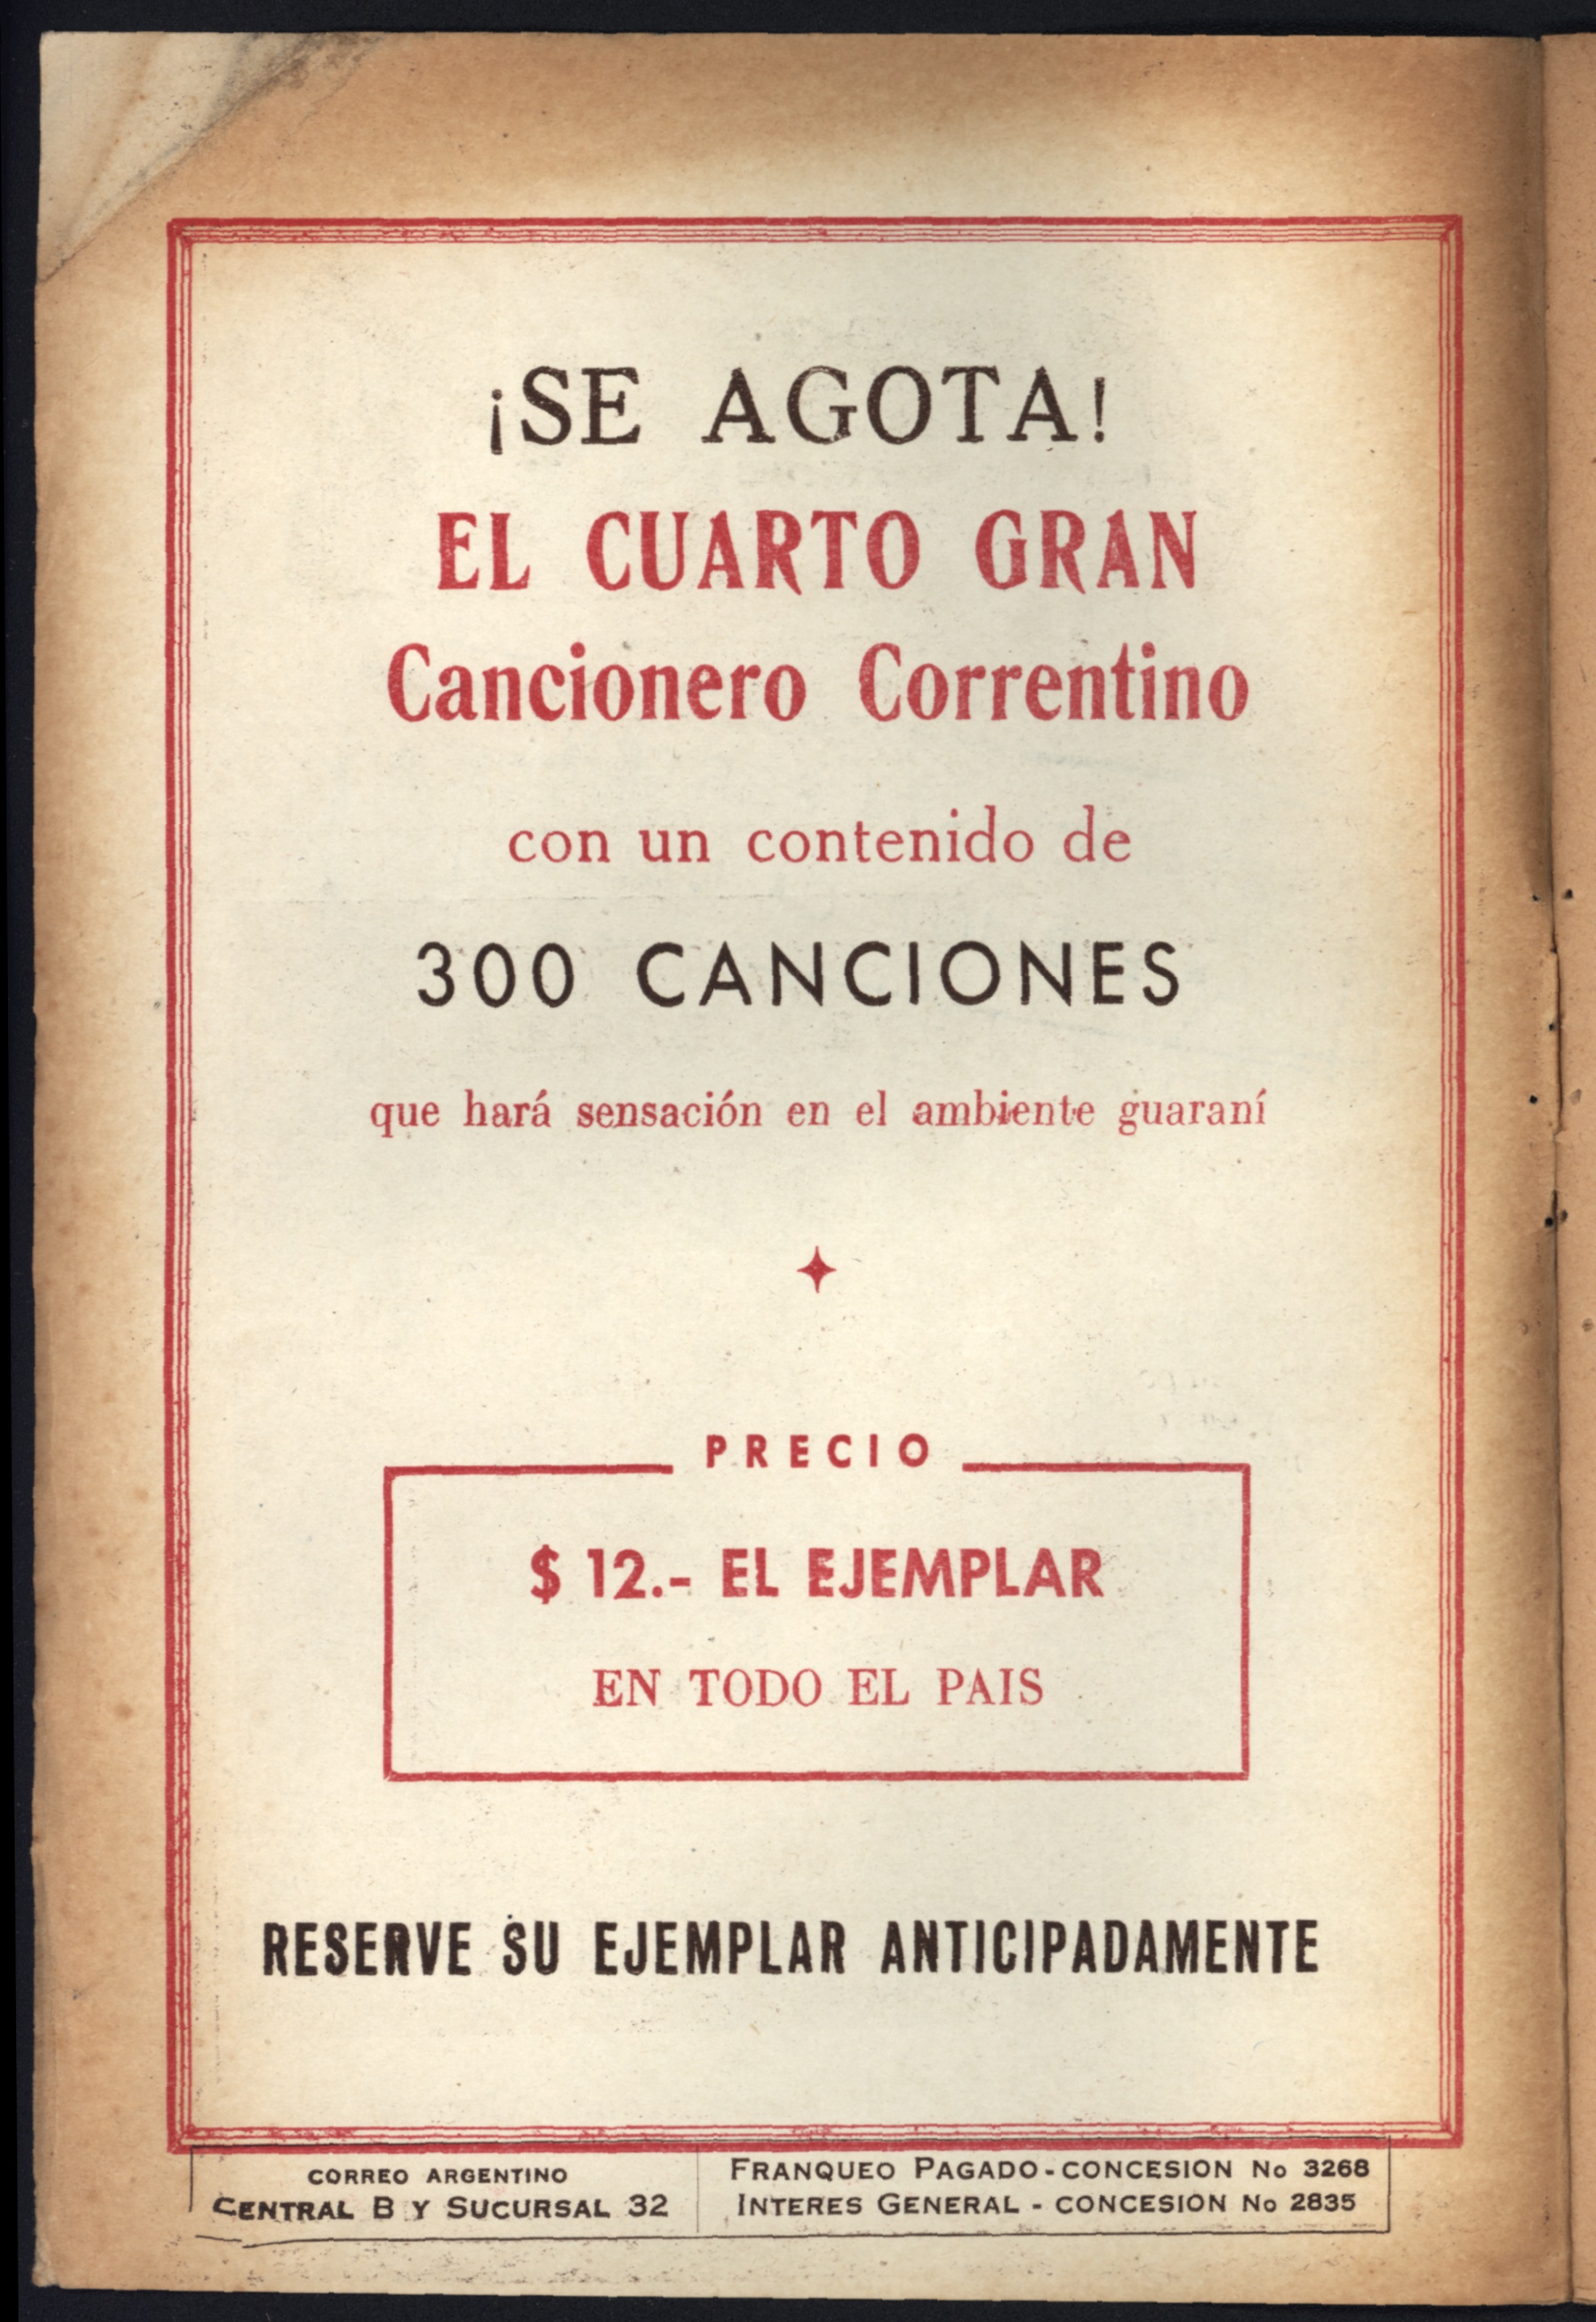 ¡SE AGOTA!
EL CUARTO GRAN
Cancionero Correntino
con un contenido de
300 CANCIONES
que hará sensación en el ambiente guaraní
PRECIO
$ 12.- EL EJEMPLAR
EN TODO EL PAIS
RESERVE SU EJEMPLAR ANTICIPADAMENTE
CORREO ARGENTINO
CENTRAL B Y SUCURSAL 32
FRANQUEO PAGADO-CONCESION No 3268
INTERES GENERAL - CONCESION No 2835